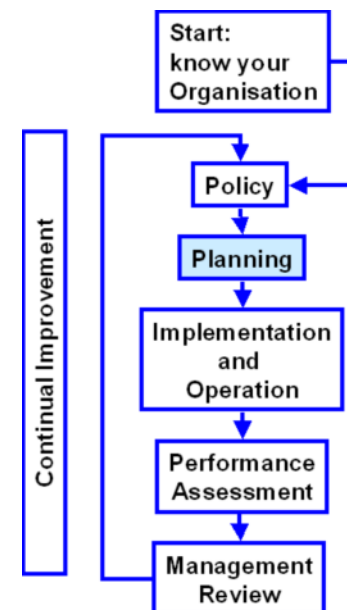 Start:
know your
Organisation
Continual Improvement
Policy
Planning
Implementation
and
Operation
Performance
Assessment
Management
Review